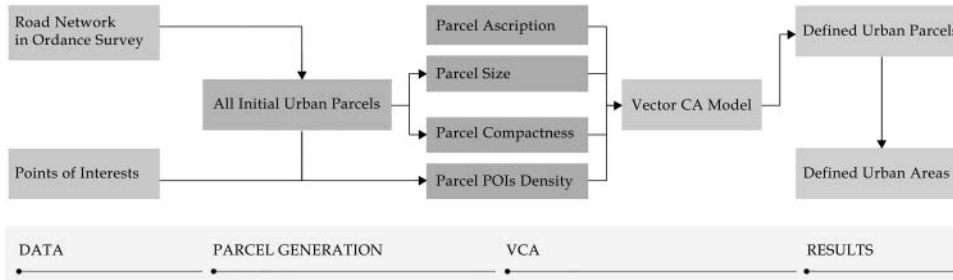 Road Network
in Ordance Survey
Points of Interests
All Initial Urban Parcels
Parcel Ascription
Parcel Size
Parcel Compactness
Parcel POIs Density
Vector CA Model
Defined Urban Parcels
Defined Urban Areas
DATA
PARCEL GENERATION
VCA
RESULTS